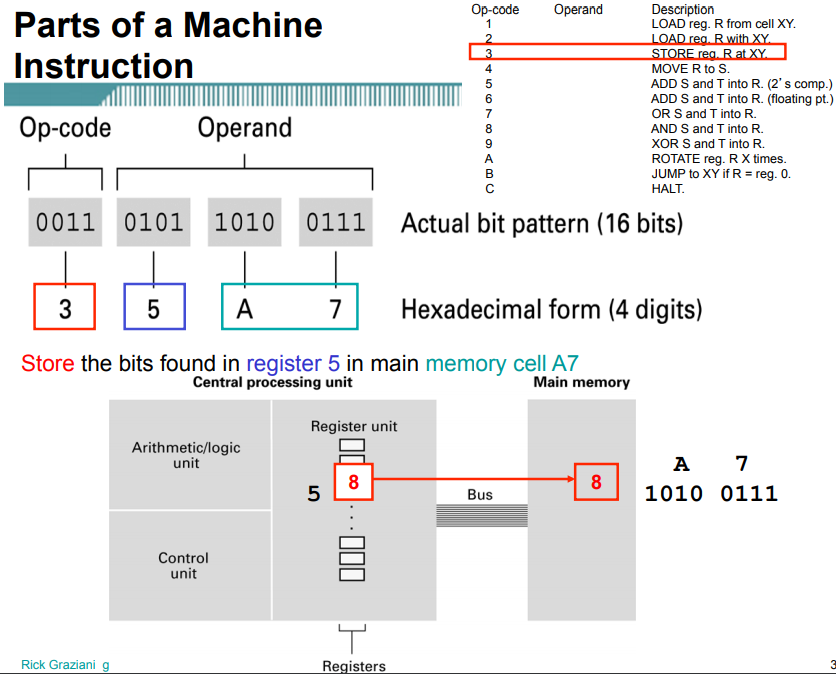 Parts of a Machine
Instruction
Op-code Operand Description
1 LOAD reg. R from cell XY.
2 LOAD reg. R with XY.
3 STORE reg. R at XY.
4 MOVE R to S.
5 ADD S and T into R. (2's comp.)
6 ADD S and T into R. (floating pt.)
7 OR S and T into R.
8 AND S and T into R.
9 XOR S and T into R.
A ROTATE reg. R X times.
B JUMP to XY if R = reg. 0.
C HALT.
Op-code Operand
0011 0101 1010 0111 Actual bit pattern (16 bits)
3 5 A 7 Hexadecimal form (4 digits)
Store the bits found in register 5 in main memory cell A7
Central processing unit Main memory
Register unit
Arithmetic/logic
unit
5 8 8
Bus
A 7
1010 0111
Control
unit
Registers
Rick Graziani g 3